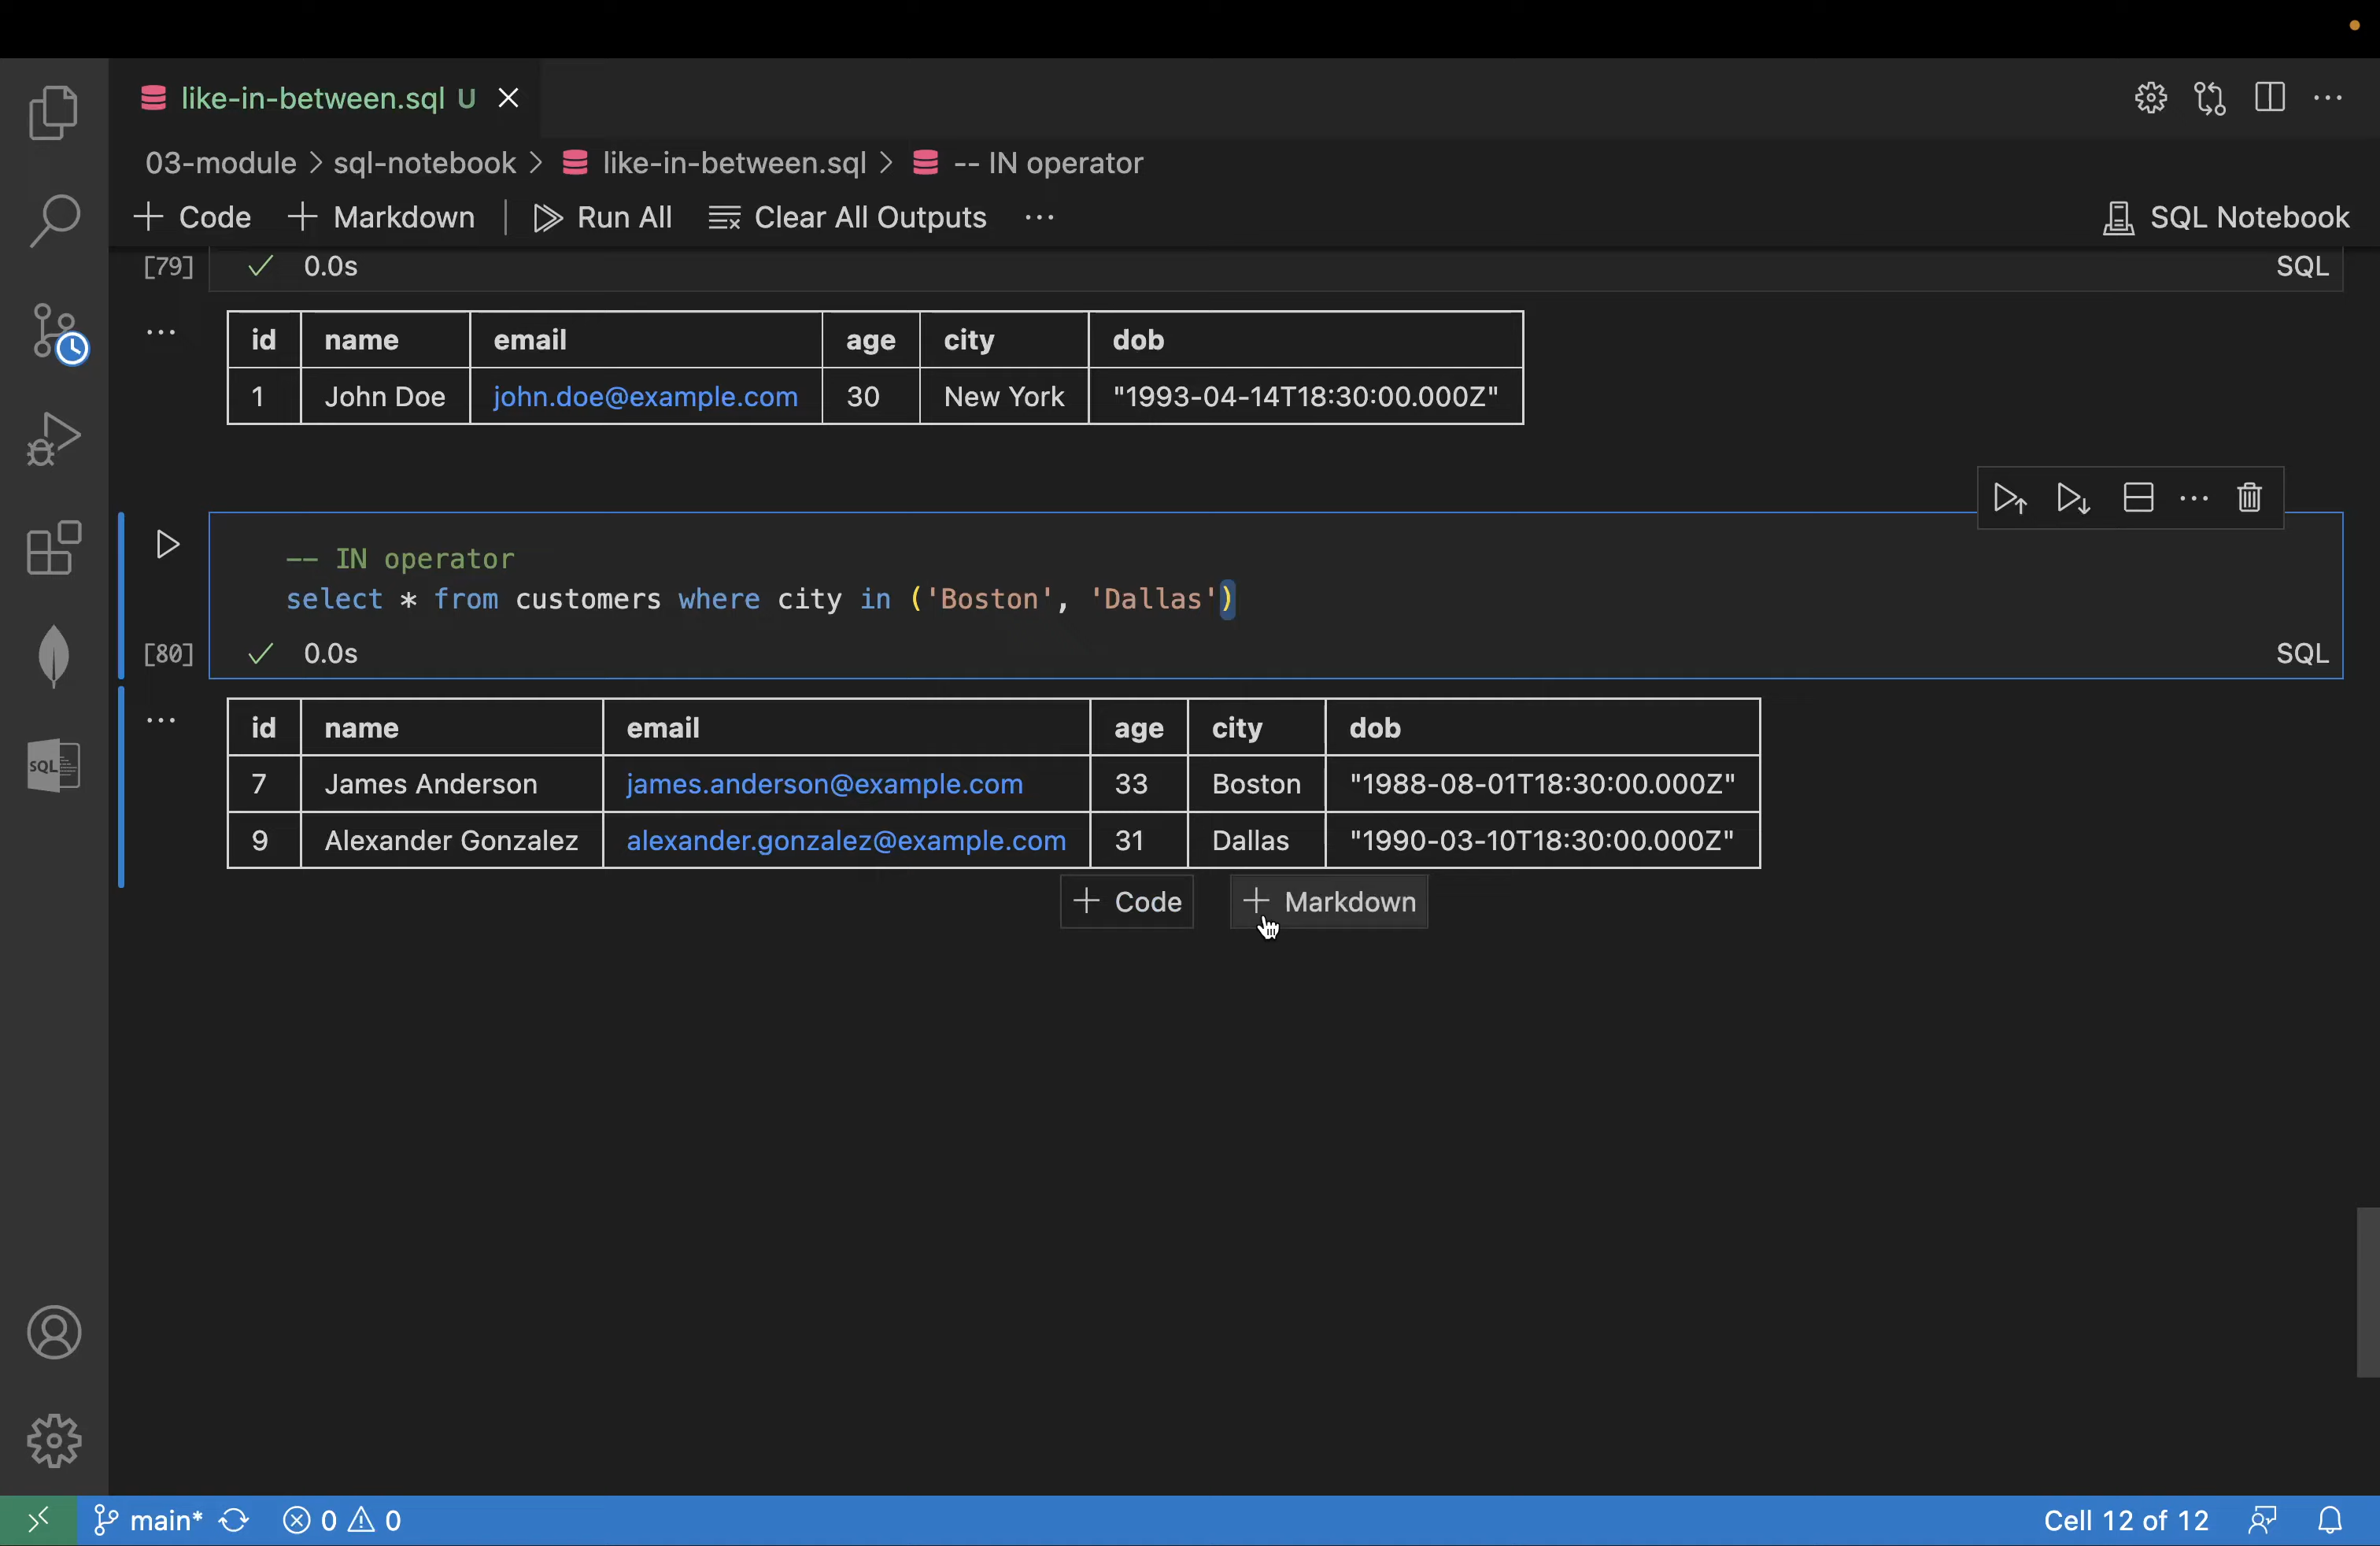 like-in-between.sql U
03-module > sql-notebook > like-in-between.sql > -- IN operator
+ Code + Markdown | Run All Clear All Outputs ... SQL Notebook
[79] ✓ 0.0s SQL
id name email age city dob
1 John Doe john.doe@example.com 30 New York "1993-04-14T18:30:00.000Z"
-- IN operator
select * from customers where city in ('Boston', 'Dallas')
[80] ✓ 0.0s SQL
id name email age city dob
7 James Anderson james.anderson@example.com 33 Boston "1988-08-01T18:30:00.000Z"
9 Alexander Gonzalez alexander.gonzalez@example.com 31 Dallas "1990-03-10T18:30:00.000Z"
SQL
+ Code + Markdown
main* 0 0 Cell 12 of 12